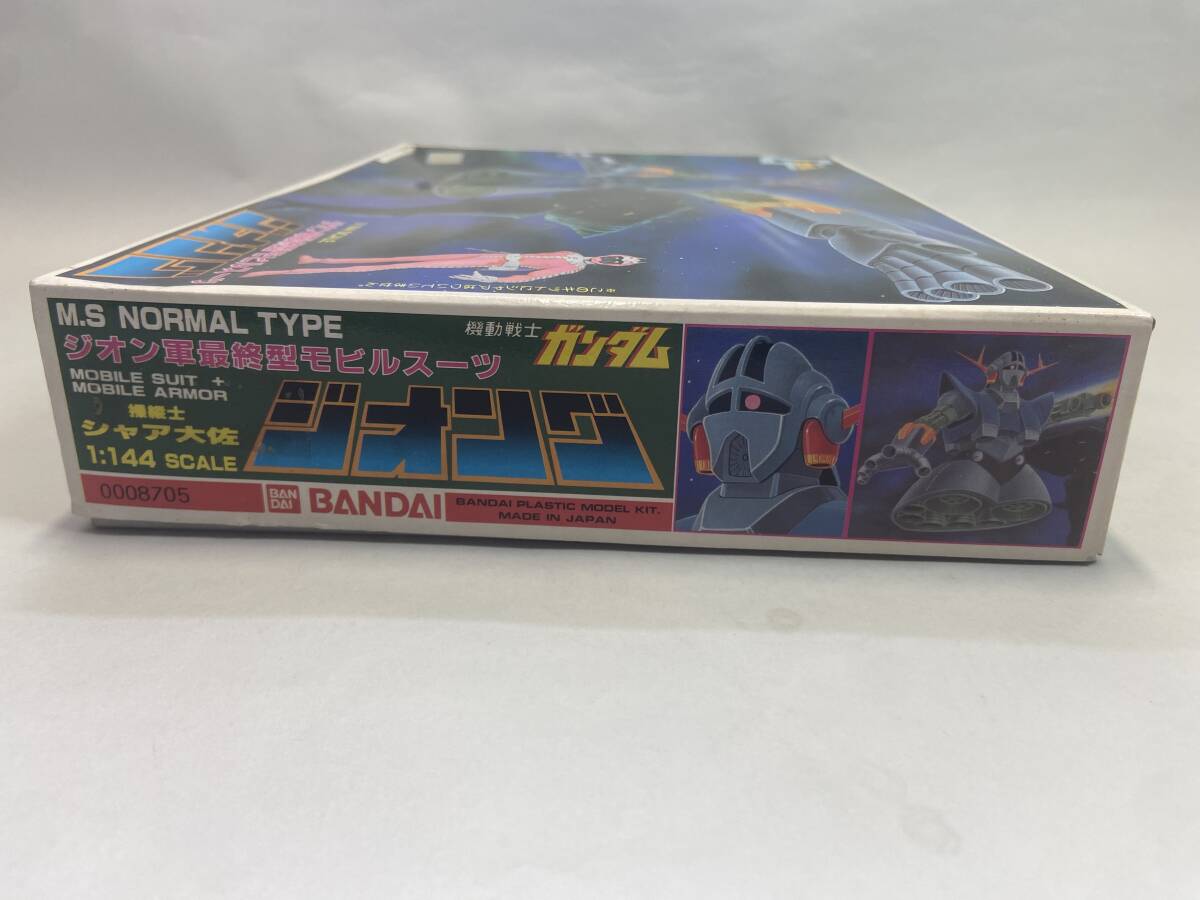 M.S NORMAL TYPE
ジオン軍最終型モビルスーツ
機動戦士 ガンダム
MOBILE SUIT +
MOBILE ARMOR
操縦士
シャア大佐
1:144 SCALE
ジオング
0008705
BAN
DAI
BANDAI
BANDAI PLASTIC MODEL KIT.
MADE IN JAPAN